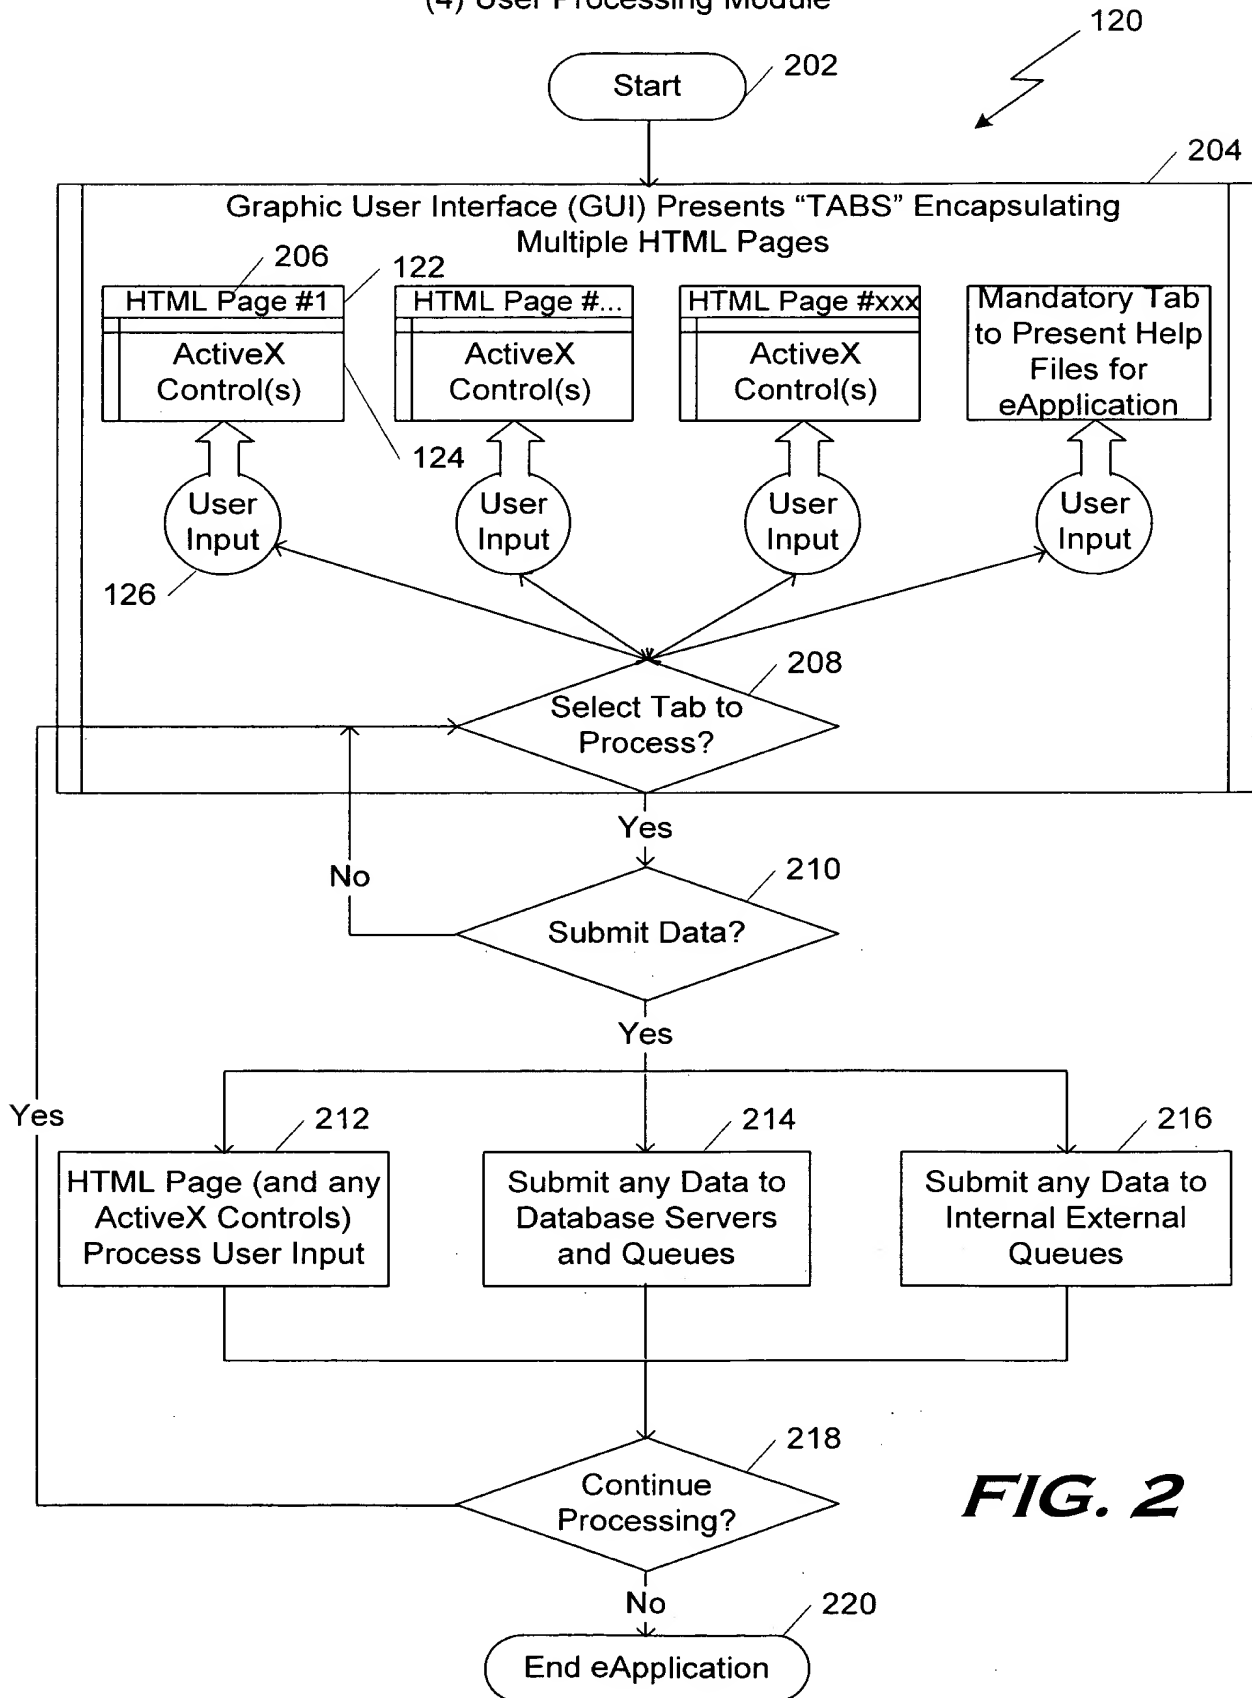 (4) User Processing Module
120
Start
202
204
Graphic User Interface (GUI) Presents “TABS” Encapsulating
Multiple HTML Pages
206
122
HTML Page #1
ActiveX
Control(s)
124
HTML Page #...
ActiveX
Control(s)
HTML Page #xxx
ActiveX
Control(s)
Mandatory Tab
to Present Help
Files for
eApplication
User
Input
126
User
Input
User
Input
User
Input
208
Select Tab to
Process?
Yes
No
210
Submit Data?
Yes
Yes
212
HTML Page (and any
ActiveX Controls)
Process User Input
214
Submit any Data to
Database Servers
and Queues
216
Submit any Data to
Internal External
Queues
218
Continue
Processing?
FIG. 2
No
220
End eApplication